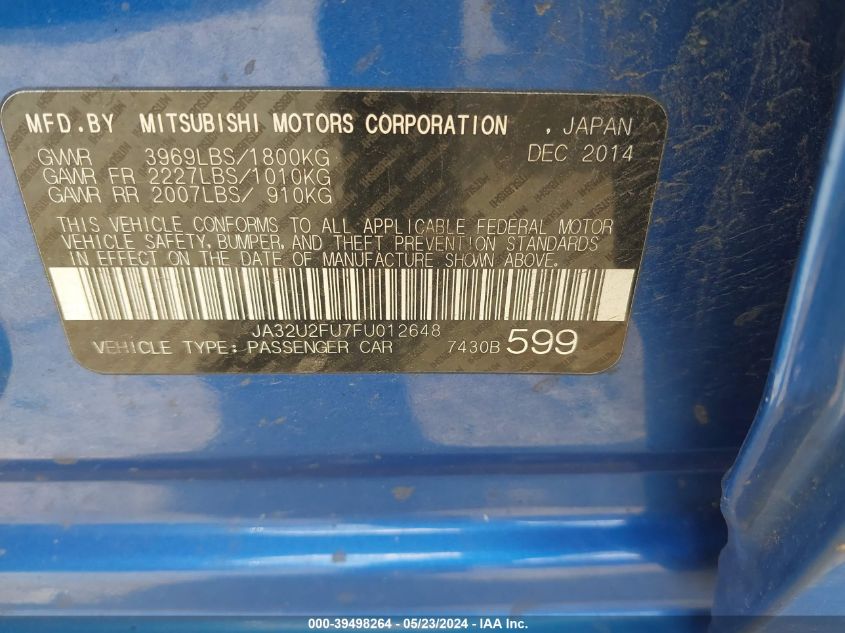 MFD.BY MITSUBISHI MOTORS CORPORATION , JAPAN
GVWR 3969LBS/1800KG DEC 2014
GAWR FR 2227LBS/1010KG
GAWR RR 2007LBS/ 910KG
THIS VEHICLE CONFORMS TO ALL APPLICABLE FEDERAL MOTOR
VEHICLE SAFETY, BUMPER, AND THEFT PREVENTION STANDARDS
IN EFFECT ON THE DATE OF MANUFACTURE SHOWN ABOVE.
JA32U2FU7FU012648
VEHICLE TYPE: PASSENGER CAR 7430B 599
000-39498264 - 05/23/2024 - IAA Inc.